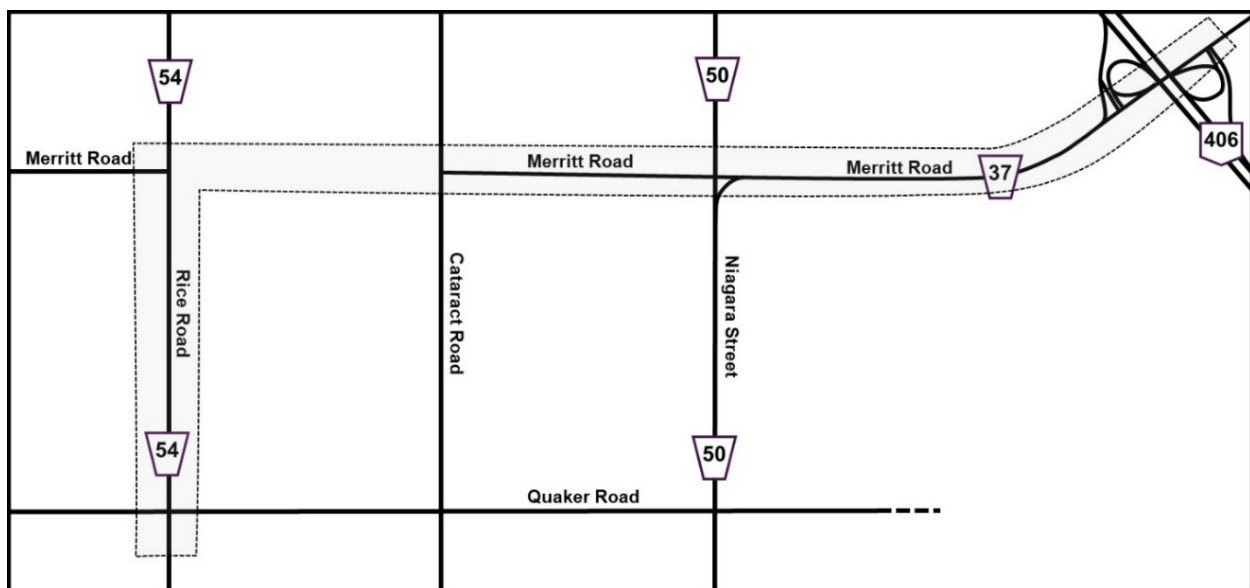 54
50
406
Merritt Road
Merritt Road
Merritt Road
37
Rice Road
Cataract Road
Niagara Street
54
50
Quaker Road